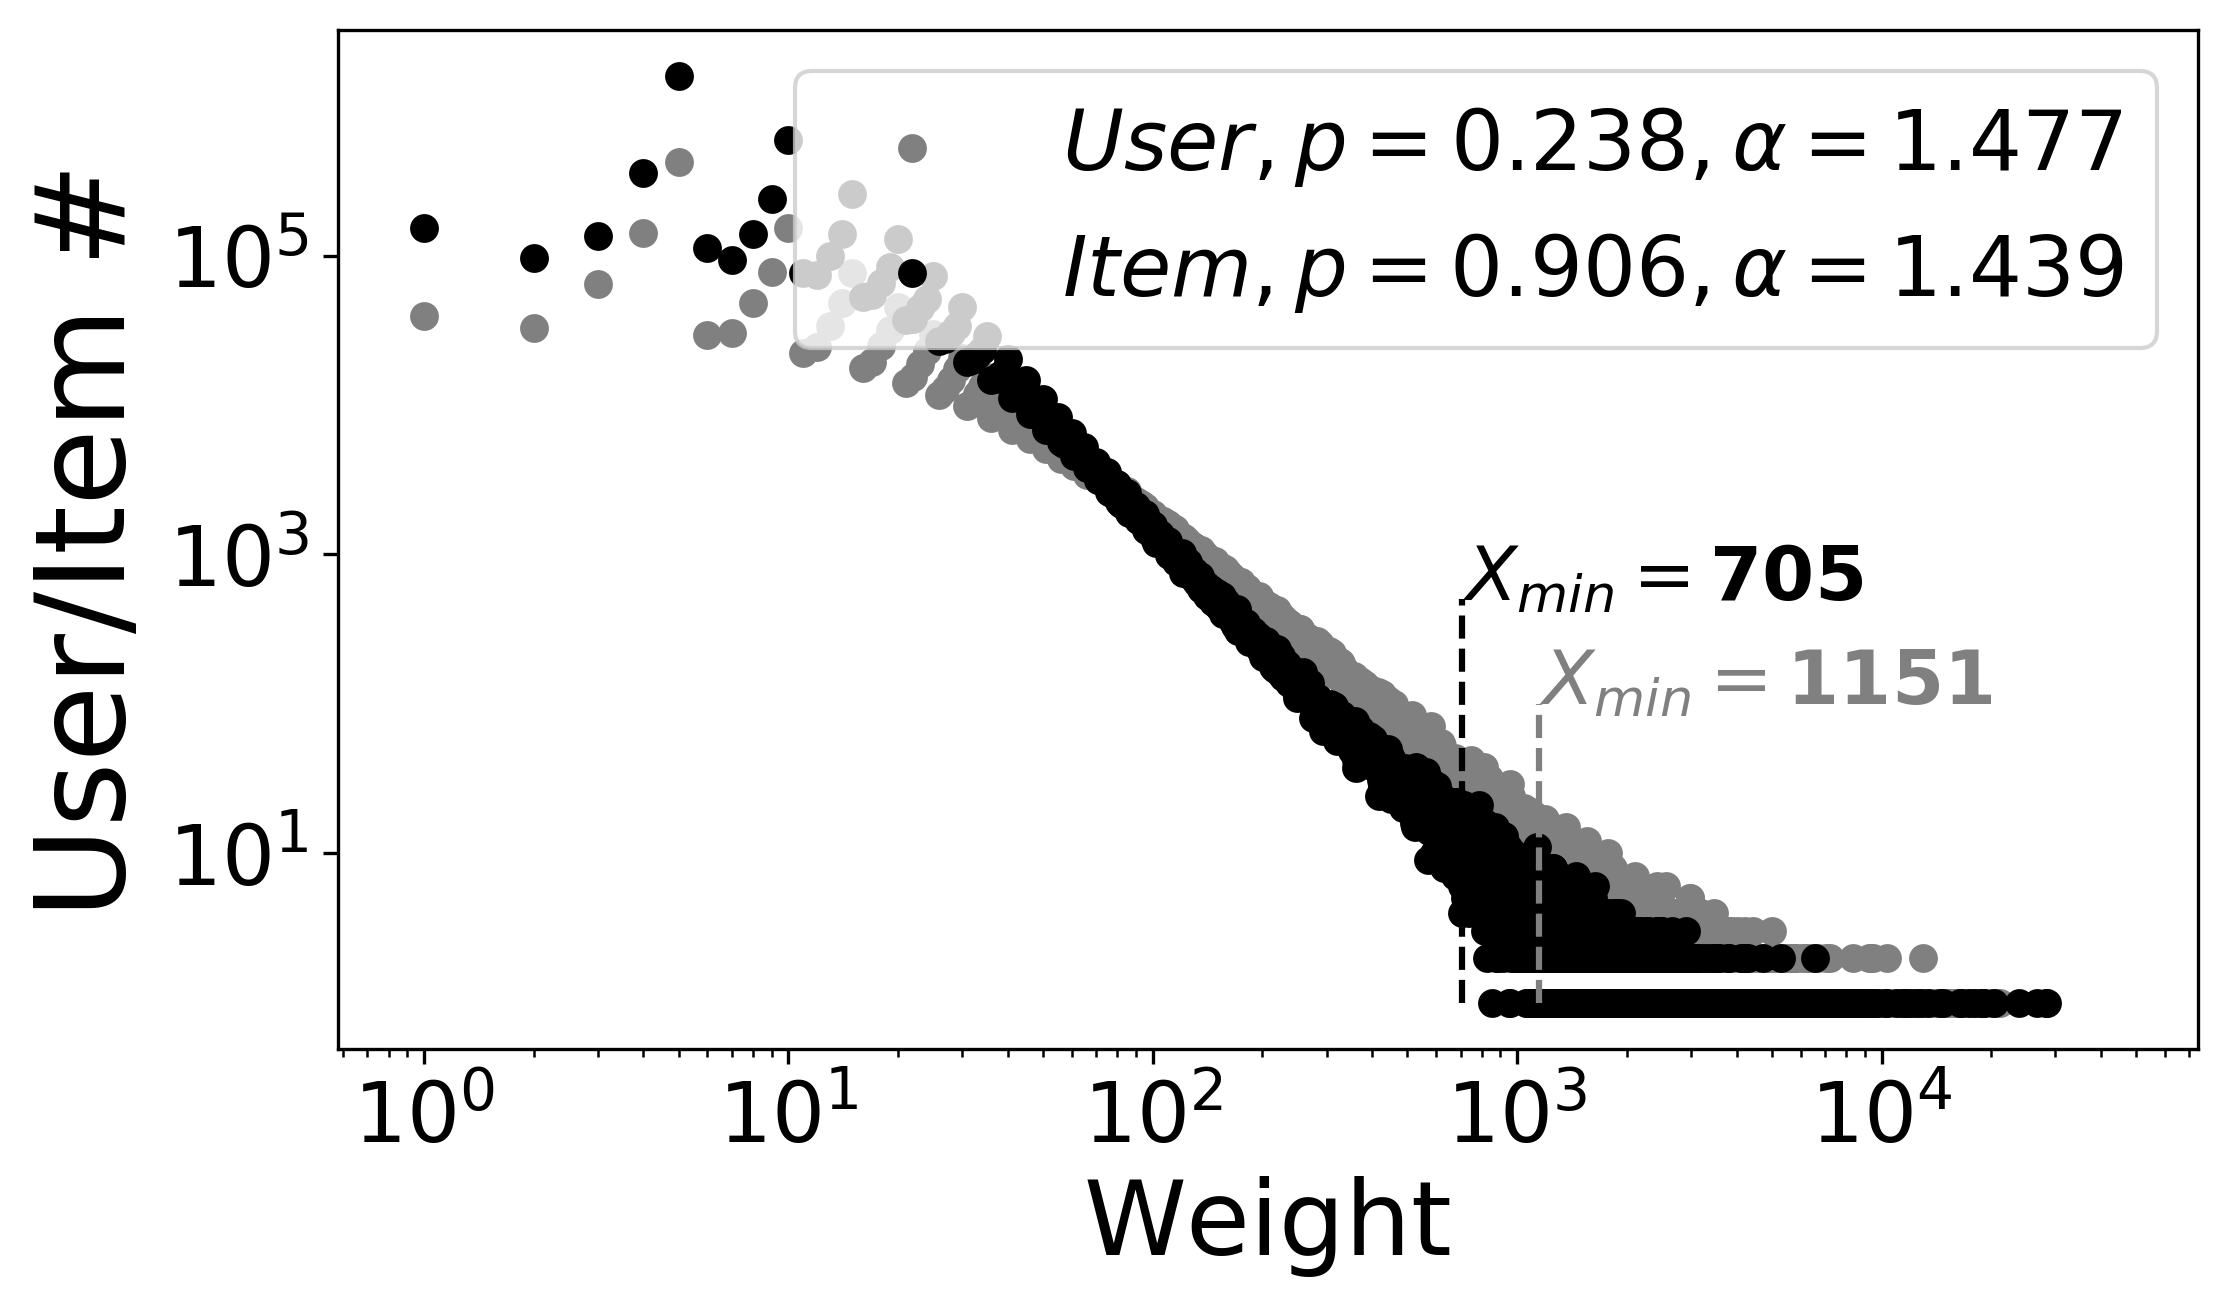 User/Item #
10^5
10^3
10^1
User, p = 0.238, α = 1.477
Item, p = 0.906, α = 1.439
X_min = 705
X_min = 1151
10^0 10^1 10^2 10^3 10^4
Weight